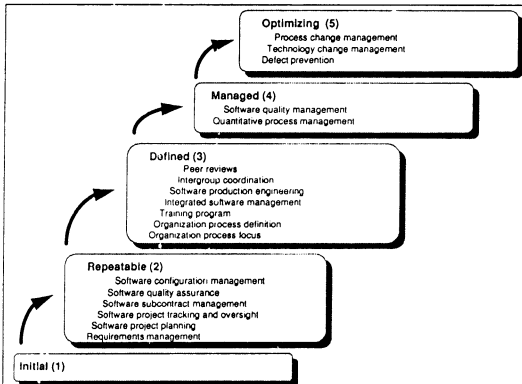 Optimizing (5)
Process change management
Technology change management
Defect prevention
Managed (4)
Software quality management
Quantitative process management
Defined (3)
Peer reviews
Intergroup coordination
Software production engineering
Integrated software management
Training program
Organization process definition
Organization process focus
Repeatable (2)
Software configuration management
Software quality assurance
Software subcontract management
Software project tracking and oversight
Software project planning
Requirements management
Initial (1)